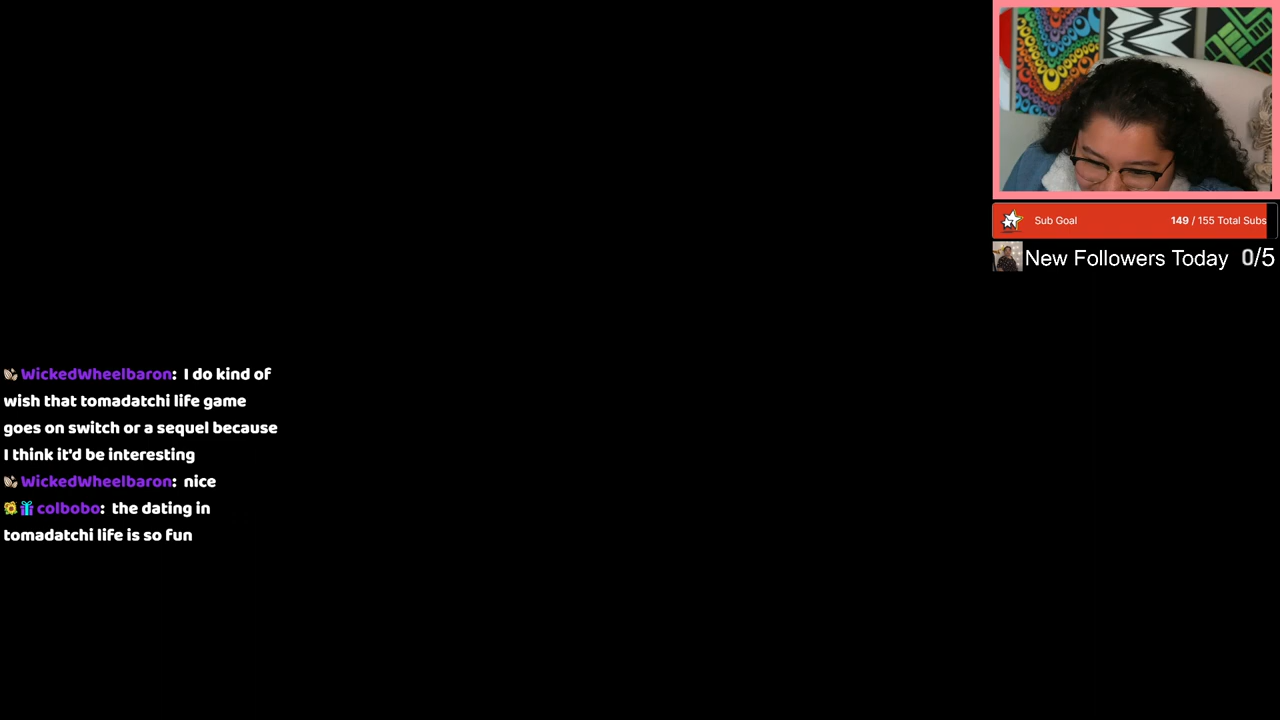 Sub Goal 149 / 155 Total Subs
New Followers Today 0/5
WickedWheelbaron: I do kind of
wish that tomadatchi life game
goes on switch or a sequel because
I think it'd be interesting
WickedWheelbaron: nice
colbobo: the dating in
tomadatchi life is so fun